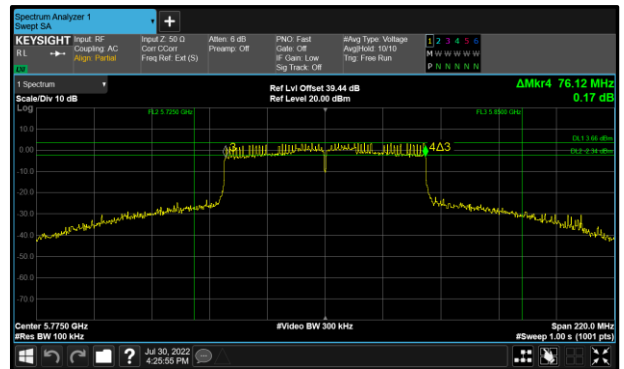 Spectrum Analyzer 1
Swept SA
KEYSIGHT
RL
Input: RF
Coupling: AC
Align: Partial
Input Z: 50 Ω
Corr CCorr
Freq Ref: Ext (S)
Atten: 6 dB
Preamp: Off
PNO: Fast
Gate: Off
IF Gain: Low
Sig Track: Off
#Avg Type: Voltage
Avg|Hold: 10/10
Trig: Free Run
1 2 3 4 5 6
M W W W W W
P N N N N N
LXI
1 Spectrum
Scale/Div 10 dB
Ref Lvl Offset 39.44 dB
Ref Level 20.00 dBm
ΔMkr4 76.12 MHz
0.17 dB
Log
FL2 5.7250 GHz
FL3 5.8500 GHz
10.0
DL1 3.66 dBm
0.00
3
4Δ3
DL2 -2.34 dBm
-10.0
-20.0
-30.0
-40.0
-50.0
-60.0
-70.0
Center 5.7750 GHz
#Res BW 100 kHz
#Video BW 300 kHz
Span 220.0 MHz
#Sweep 1.00 s (1001 pts)
?
Jul 30, 2022
4:25:55 PM